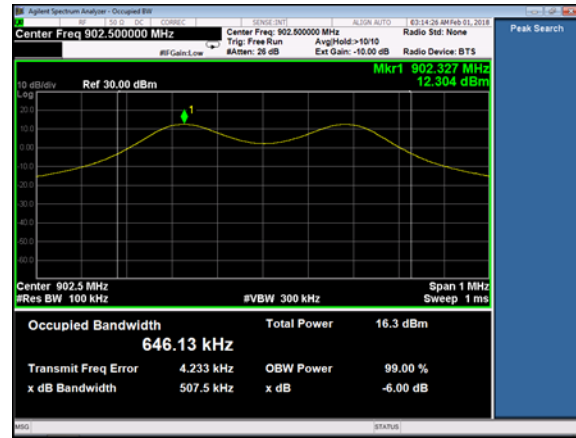 Agilent Spectrum Analyzer - Occupied BW
RF 50 Ω DC CORREC SENSE:INT ALIGN AUTO 03:14:26 AM Feb 01, 2018
Center Freq 902.500000 MHz
Center Freq: 902.500000 MHz
Radio Std: None
Trig: Free Run Avg|Hold:>10/10
#IFGain:Low #Atten: 26 dB Ext Gain: -10.00 dB Radio Device: BTS
Peak Search
Mkr1 902.327 MHz
12.304 dBm
10 dB/div Ref 30.00 dBm
Log
20.0
10.0
0.00
-10.0
-20.0
-30.0
-40.0
-50.0
-60.0
1
Center 902.5 MHz Span 1 MHz
#Res BW 100 kHz #VBW 300 kHz Sweep 1 ms
Occupied Bandwidth Total Power 16.3 dBm
646.13 kHz
Transmit Freq Error 4.233 kHz OBW Power 99.00 %
x dB Bandwidth 507.5 kHz x dB -6.00 dB
MSG STATUS